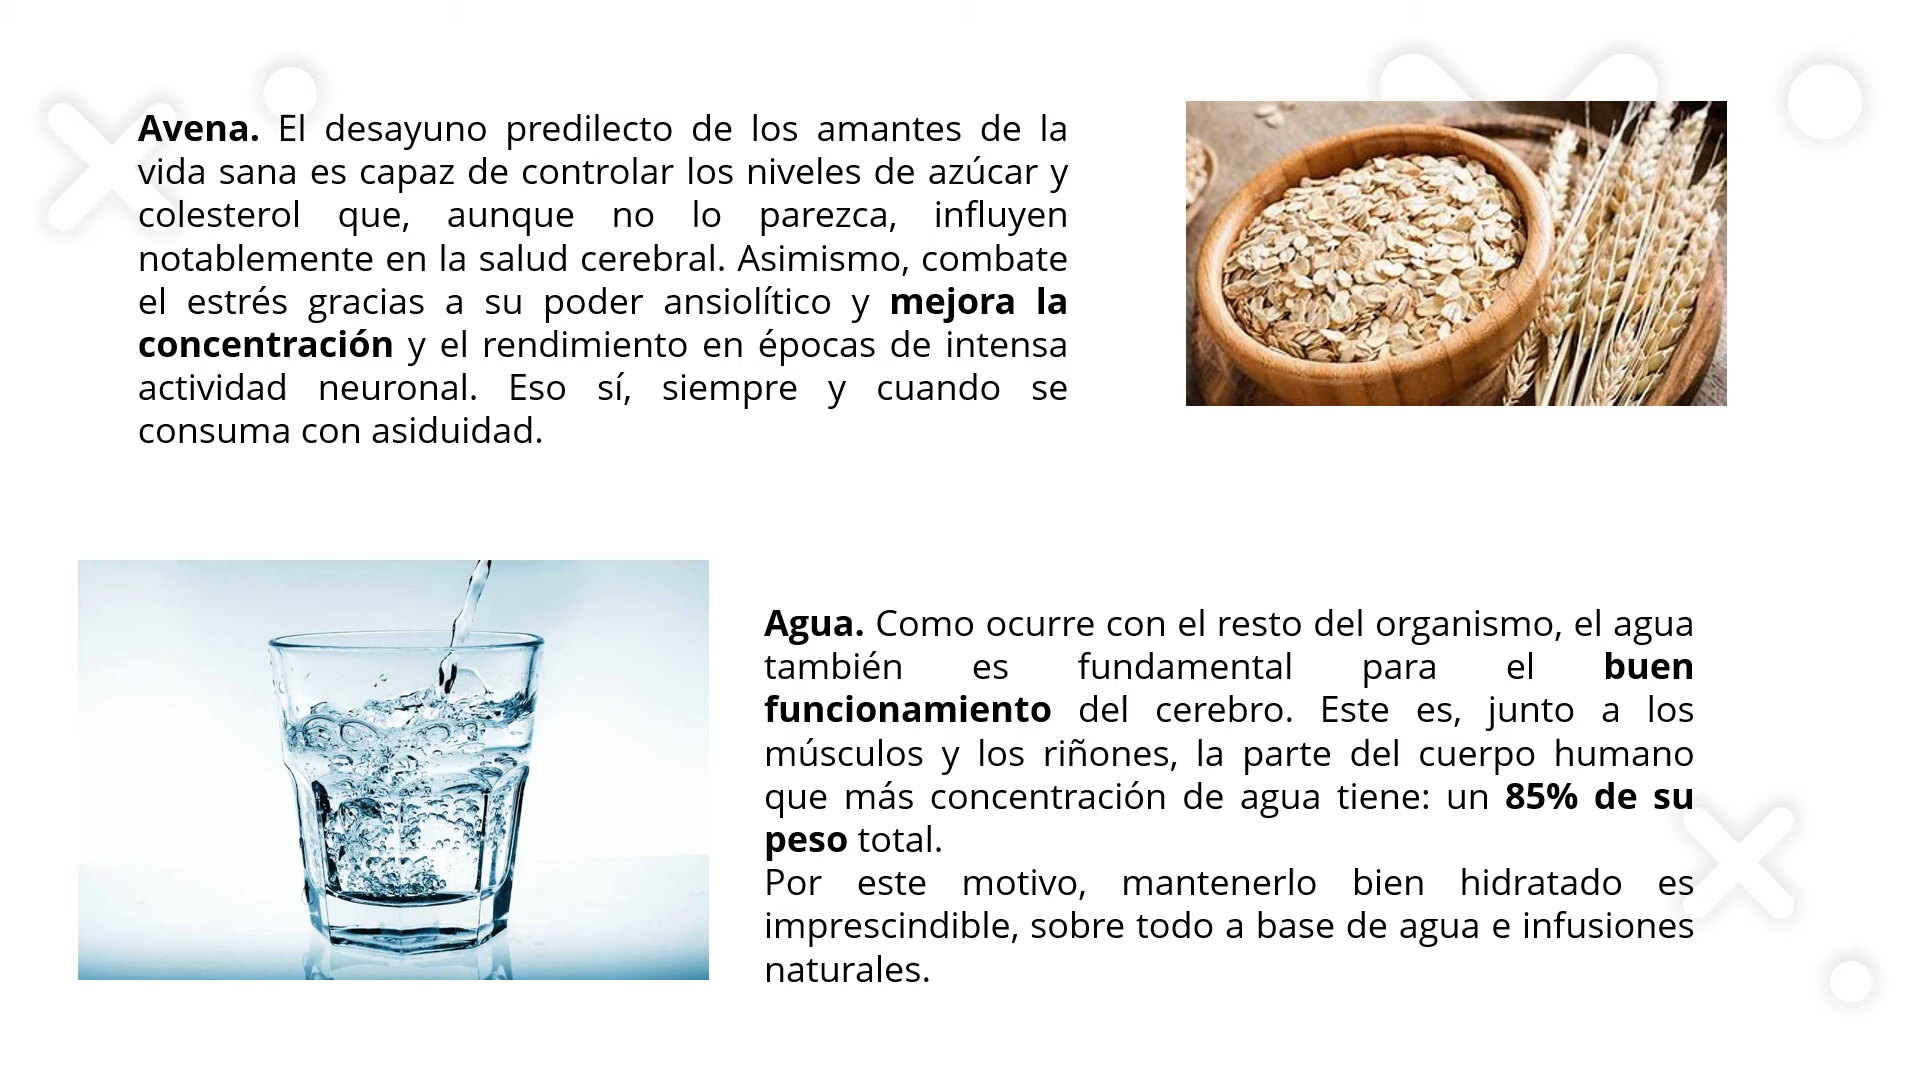 Avena. El desayuno predilecto de los amantes de la
vida sana es capaz de controlar los niveles de azúcar y
colesterol que, aunque no lo parezca, influyen
notablemente en la salud cerebral. Asimismo, combate
el estrés gracias a su poder ansiolítico y mejora la
concentración y el rendimiento en épocas de intensa
actividad neuronal. Eso sí, siempre y cuando se
consuma con asiduidad.
Agua. Como ocurre con el resto del organismo, el agua
también es fundamental para el buen
funcionamiento del cerebro. Este es, junto a los
músculos y los riñones, la parte del cuerpo humano
que más concentración de agua tiene: un 85% de su
peso total.
Por este motivo, mantenerlo bien hidratado es
imprescindible, sobre todo a base de agua e infusiones
naturales.